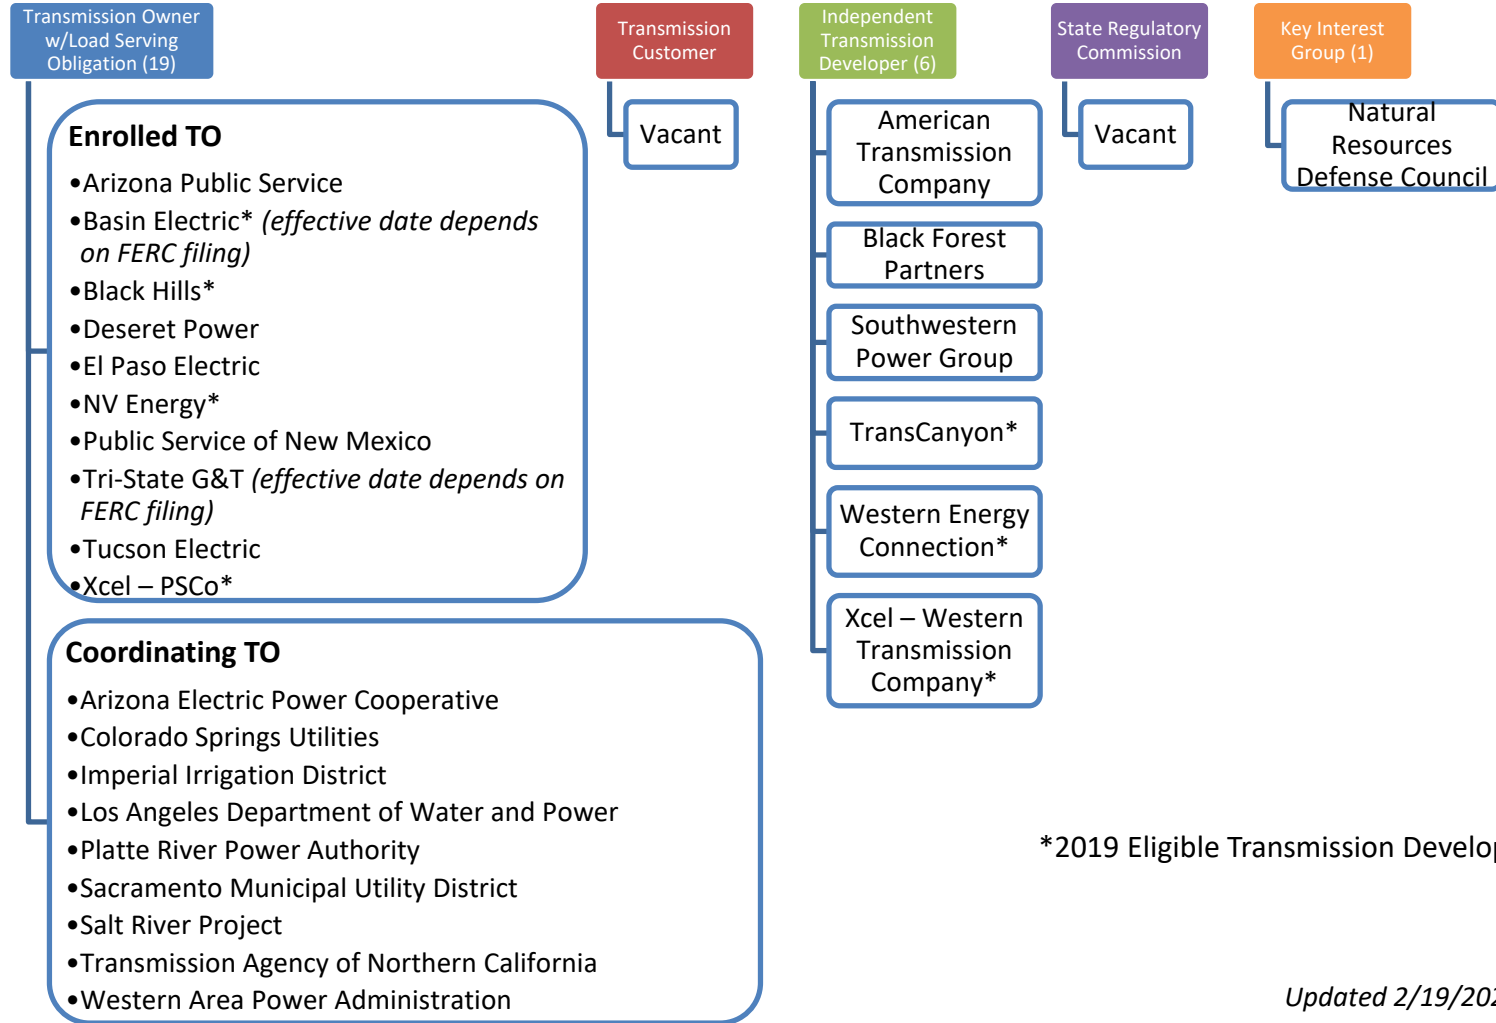 Transmission Owner
w/Load Serving
Obligation (19)
Enrolled TO
•Arizona Public Service
•Basin Electric* (effective date depends
on FERC filing)
•Black Hills*
•Deseret Power
•El Paso Electric
•NV Energy*
•Public Service of New Mexico
•Tri-State G&T (effective date depends on
FERC filing)
•Tucson Electric
•Xcel – PSCo*
Coordinating TO
•Arizona Electric Power Cooperative
•Colorado Springs Utilities
•Imperial Irrigation District
•Los Angeles Department of Water and Power
•Platte River Power Authority
•Sacramento Municipal Utility District
•Salt River Project
•Transmission Agency of Northern California
•Western Area Power Administration
Transmission
Customer
Vacant
Independent
Transmission
Developer (6)
American
Transmission
Company
Black Forest
Partners
Southwestern
Power Group
TransCanyon*
Western Energy
Connection*
Xcel – Western
Transmission
Company*
State Regulatory
Commission
Vacant
Key Interest
Group (1)
Natural
Resources
Defense Council
*2019 Eligible Transmission
Updated